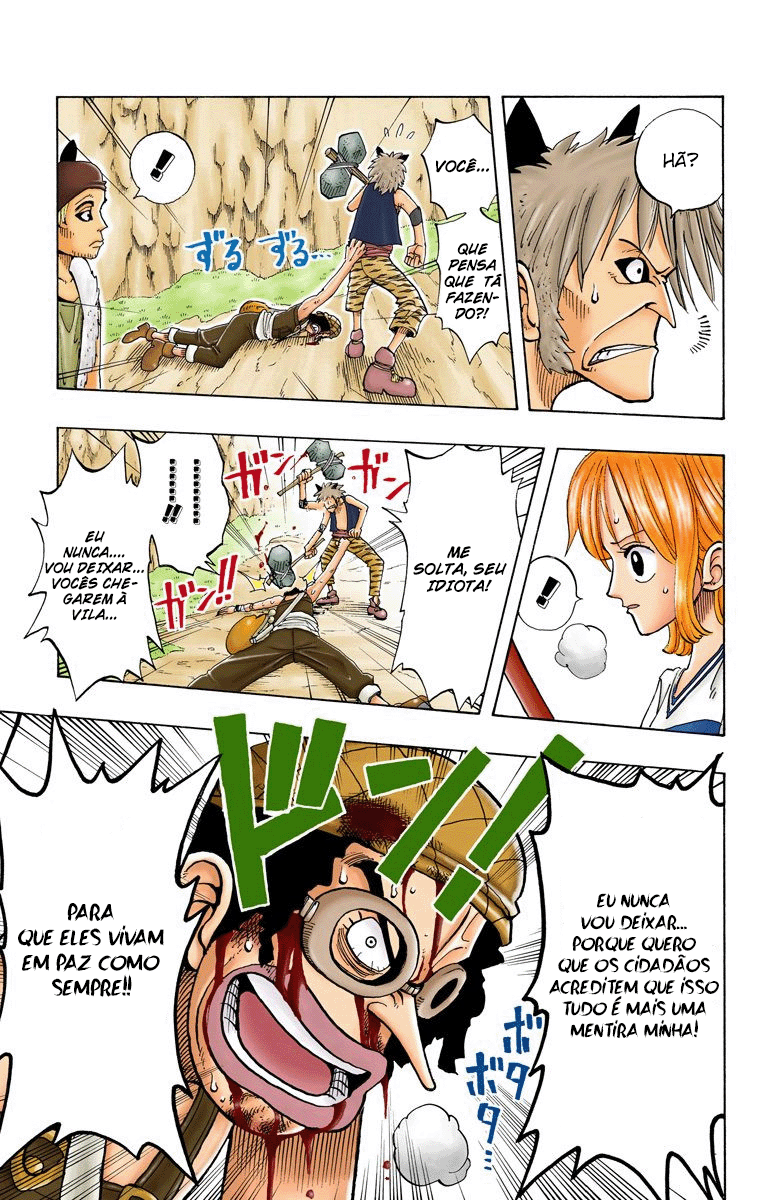 HÃ?
VOCÊ...
QUE
PENSA
QUE TÁ
FAZEN-
DO?!
!
ずる ずる...
!
ME
SOLTA, SEU
IDIOTA!
ガン
ガン
ガン!!
!!
EU
NUNCA....
VOU DEIXAR...
VOCÊS CHE-
GAREM À
VILA...
ドン!!
EU NUNCA
VOU DEIXAR...
PORQUE QUERO
QUE OS CIDADÃOS
ACREDITEM QUE ISSO
TUDO É MAIS UMA
MENTIRA MINHA!
ボタ
ボタ
PARA
QUE ELES VIVAM
EM PAZ COMO
SEMPRE!!